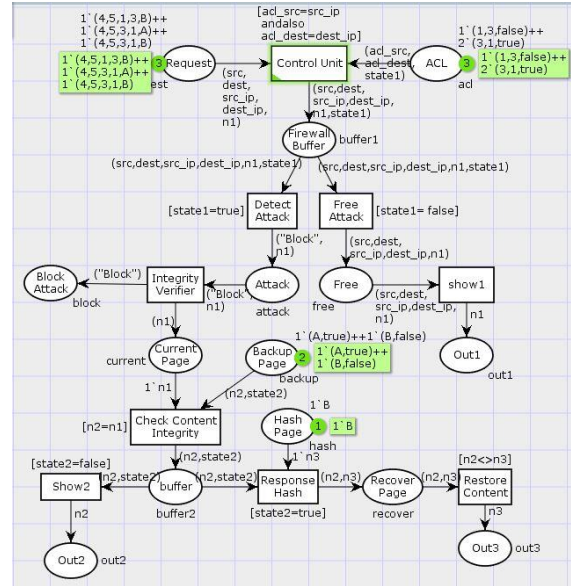 [acl_src=src_ip
andalso
acl_dest=dest_ip]
1`(4,5,1,3,B)++
1`(4,5,3,1,A)++
1`(4,5,3,1,B)
1`(1,3,false)++
2`(3,1,true)
1`(4,5,1,3,B)++
1`(4,5,3,1,A)++
1`(4,5,3,1,B)
3
Request
est
(src,
dest,
src_ip,
dest_ip,
n1)
Control Unit
(acl_src,
acl_dest,
state1)
ACL
3
acl
1`(1,3,false)++
2`(3,1,true)
(src,dest,
src_ip,dest_ip,
n1,state1)
Firewall
Buffer
buffer1
(src,dest,src_ip,dest_ip,n1,state1)
(src,dest,src_ip,dest_ip,n1,state1)
[state1=true]
Detect
Attack
Free
Attack
[state1= false]
("Block",
n1)
(src,dest,
src_ip,dest_ip,n1)
Block
Attack
block
("Block")
Integrity
Verifier
("Block",
n1)
Attack
attack
Free
free
(src,dest,
src_ip,dest_ip,
n1)
show1
n1
Out1
out1
(n1)
Current
Page
current
1`n1
1`(A,true)++1`(B,false)
Backup
Page
backup
2
1`(A,true)++
1`(B,false)
(n2,state2)
[n2=n1]
Check Content
Integrity
1`B
Hash
Page
hash
1
1`B
1`n3
[state2=false]
Show2
(n2,state2)
(n2,state2)
buffer
buffer2
(n2,state2)
Response
Hash
[state2=true]
(n2,n3)
Recover
Page
recover
(n2,n3)
[n2<>n3]
Restore
Content
n2
Out2
out2
n3
Out3
out3